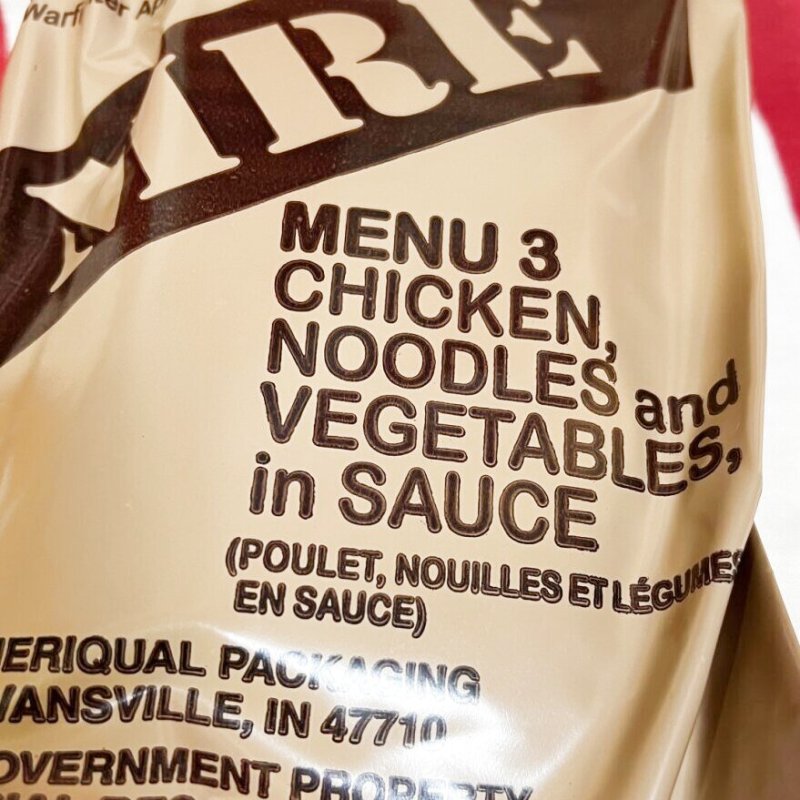 MRE
MENU 3
CHICKEN,
NOODLES and
VEGETABLES,
in SAUCE
(POULET, NOUILLES ET LÉGUMES
EN SAUCE)
ERIQUAL PACKAGING
VANSVILLE, IN 47710
OVERNMENT PROPERTY